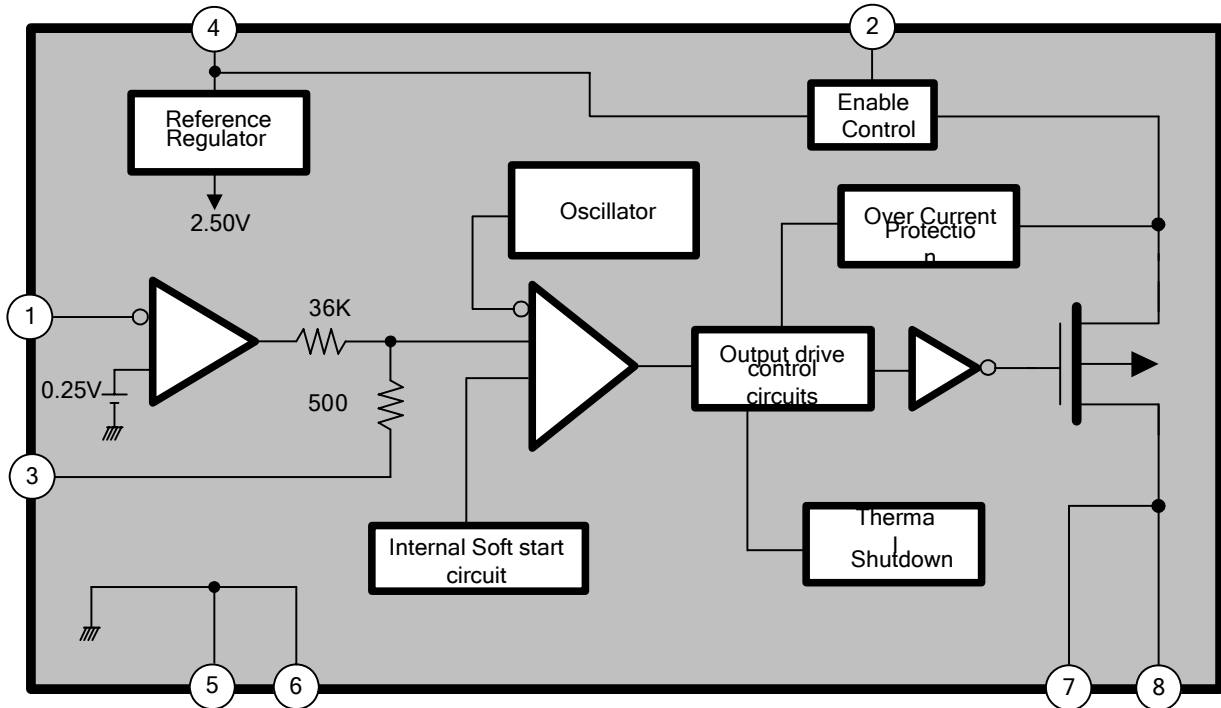 4
2
Reference
Regulator
Enable
Control
2.50V
Oscillator
Over Current
Protectio
n
1
36K
0.25V
500
Output drive
control
circuits
3
Internal Soft start
circuit
Therma
l
Shutdown
5
6
7
8